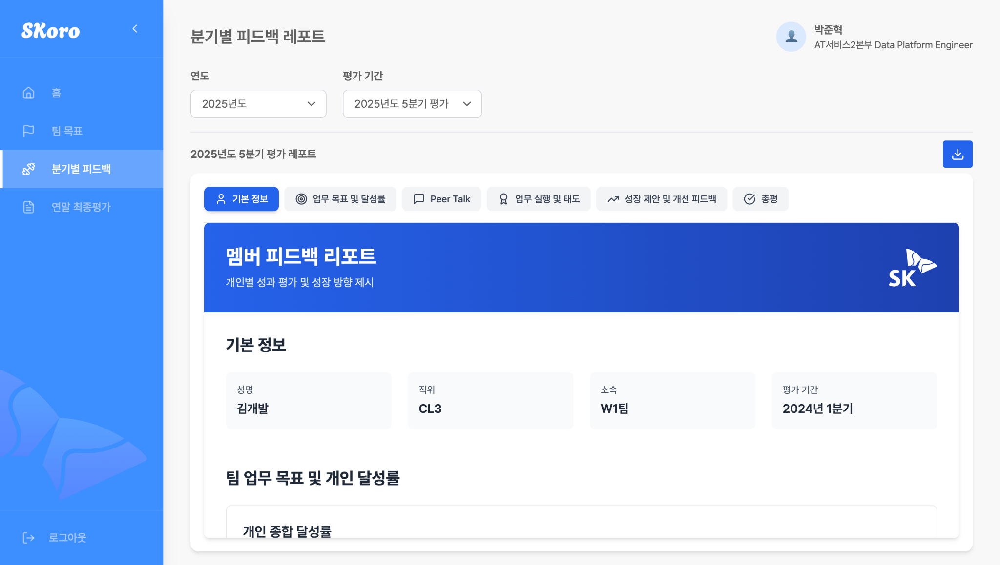 SKoro
홈
팀 목표
분기별 피드백
연말 최종평가
로그아웃
분기별 피드백 레포트
박준혁
AT서비스2본부 Data Platform Engineer
연도
평가 기간
2025년도
2025년도 5분기 평가
2025년도 5분기 평가 레포트
기본 정보
업무 목표 및 달성률
Peer Talk
업무 실행 및 태도
성장 제안 및 개선 피드백
총평
멤버 피드백 리포트
개인별 성과 평가 및 성장 방향 제시
SK
기본 정보
성명
김개발
직위
CL3
소속
W1팀
평가 기간
2024년 1분기
팀 업무 목표 및 개인 달성률
개인 종합 달성률